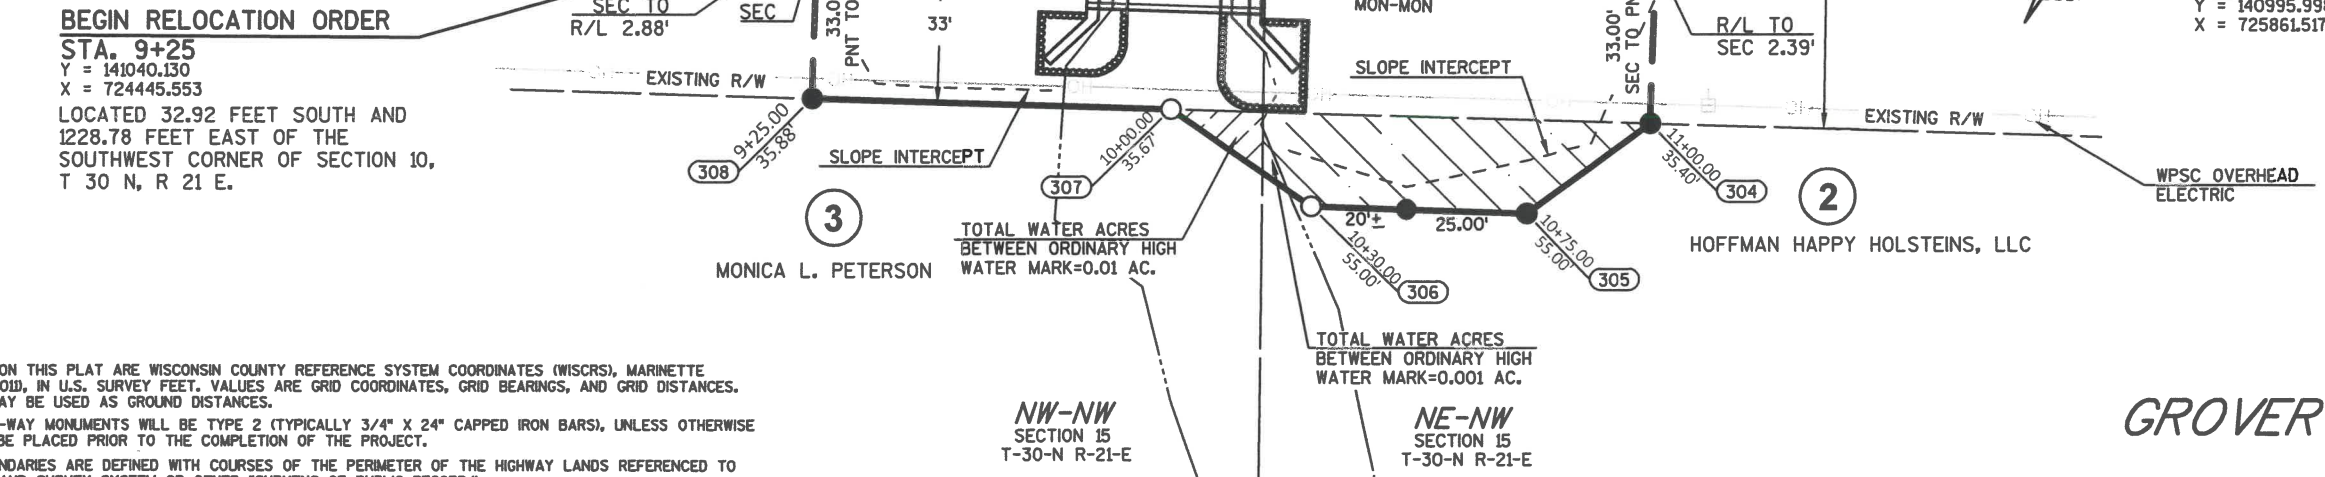 BEGIN RELOCATION ORDER
STA. 9+25
Y = 141040.130
X = 724445.553
LOCATED 32.92 FEET SOUTH AND
1228.78 FEET EAST OF THE
SOUTHWEST CORNER OF SECTION 10,
T 30 N, R 21 E.
SEC TO
R/L 2.88'
SEC
33.0
PNT TO
33'
MON-MON
33.00'
SEC TO PN
R/L TO
SEC 2.39'
Y = 140995.998
X = 725861.517
EXISTING R/W
SLOPE INTERCEPT
EXISTING R/W
9+25.00
35.88'
308
SLOPE INTERCEPT
10+00.00
35.67'
307
11+00.00
35.40'
304
WPSC OVERHEAD
ELECTRIC
3
MONICA L. PETERSON
2
HOFFMAN HAPPY HOLSTEINS, LLC
TOTAL WATER ACRES
BETWEEN ORDINARY HIGH
WATER MARK=0.01 AC.
20'±
25.00'
10+30.00
55.00'
306
10+75.00
55.00'
305
TOTAL WATER ACRES
BETWEEN ORDINARY HIGH
WATER MARK=0.001 AC.
ON THIS PLAT ARE WISCONSIN COUNTY REFERENCE SYSTEM COORDINATES (WISCRS), MARINETTE
IN U.S. SURVEY FEET. VALUES ARE GRID COORDINATES, GRID BEARINGS, AND GRID DISTANCES.
AY BE USED AS GROUND DISTANCES.
-WAY MONUMENTS WILL BE TYPE 2 (TYPICALLY 3/4" X 24" CAPPED IRON BARS), UNLESS OTHERWISE
BE PLACED PRIOR TO THE COMPLETION OF THE PROJECT.
NDARIES ARE DEFINED WITH COURSES OF THE PERIMETER OF THE HIGHWAY LANDS REFERENCED TO
NW-NW
SECTION 15
T-30-N R-21-E
NE-NW
SECTION 15
T-30-N R-21-E
GROVER